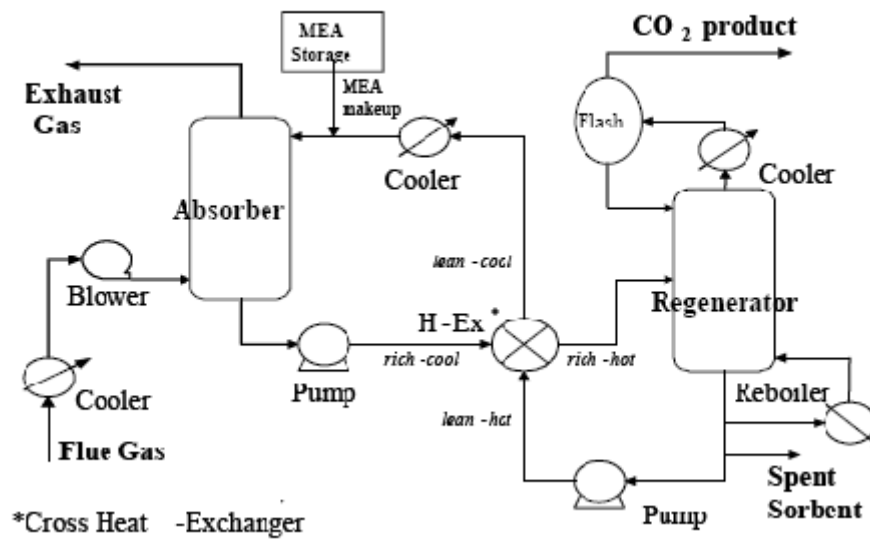 MEA
Storage
CO 2 product
MEA
makeup
Exhaust
Gas
Flash
Cooler
Cooler
Absorber
lean -cool
Blower
H -Ex *
Regenerator
rich -cool
rich -hot
Pump
Cooler
lean -hot
Reboiler
Flue Gas
Spent
Sorbent
Pump
*Cross Heat -Exchanger